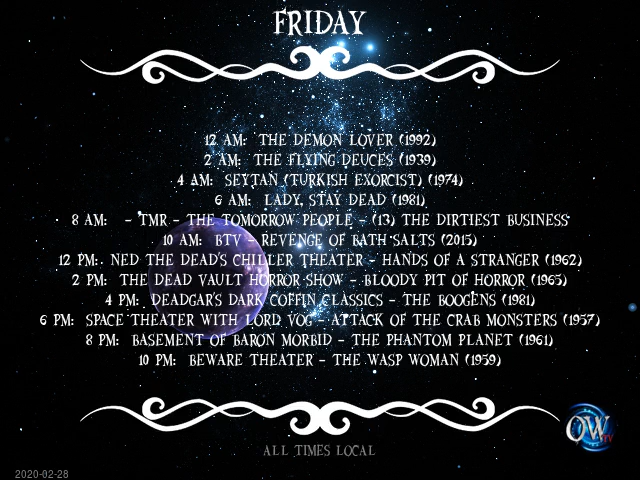 FRIDAY
12 AM: THE DEMON LOVER (1992)
2 AM: THE FLYING DEUCES (1939)
4 AM: SEYTAN (TURKISH EXORCIST) (1974)
6 AM: LADY, STAY DEAD (1981)
8 AM: - TMR - THE TOMORROW PEOPLE - (13) THE DIRTIEST BUSINESS
10 AM: BTV - REVENGE OF BATH SALTS (2015)
12 PM: NED THE DEAD'S CHILLER THEATER - HANDS OF A STRANGER (1962)
2 PM: THE DEAD VAULT HORROR SHOW - BLOODY PIT OF HORROR (1965)
4 PM: DEADGAR'S DARK COFFIN CLASSICS - THE BOOGENS (1981)
6 PM: SPACE THEATER WITH LORD VOG - ATTACK OF THE CRAB MONSTERS (1957)
8 PM: BASEMENT OF BARON MORBID - THE PHANTOM PLANET (1961)
10 PM: BEWARE THEATER - THE WASP WOMAN (1959)
OW TV
ALL TIMES LOCAL
2020-02-28